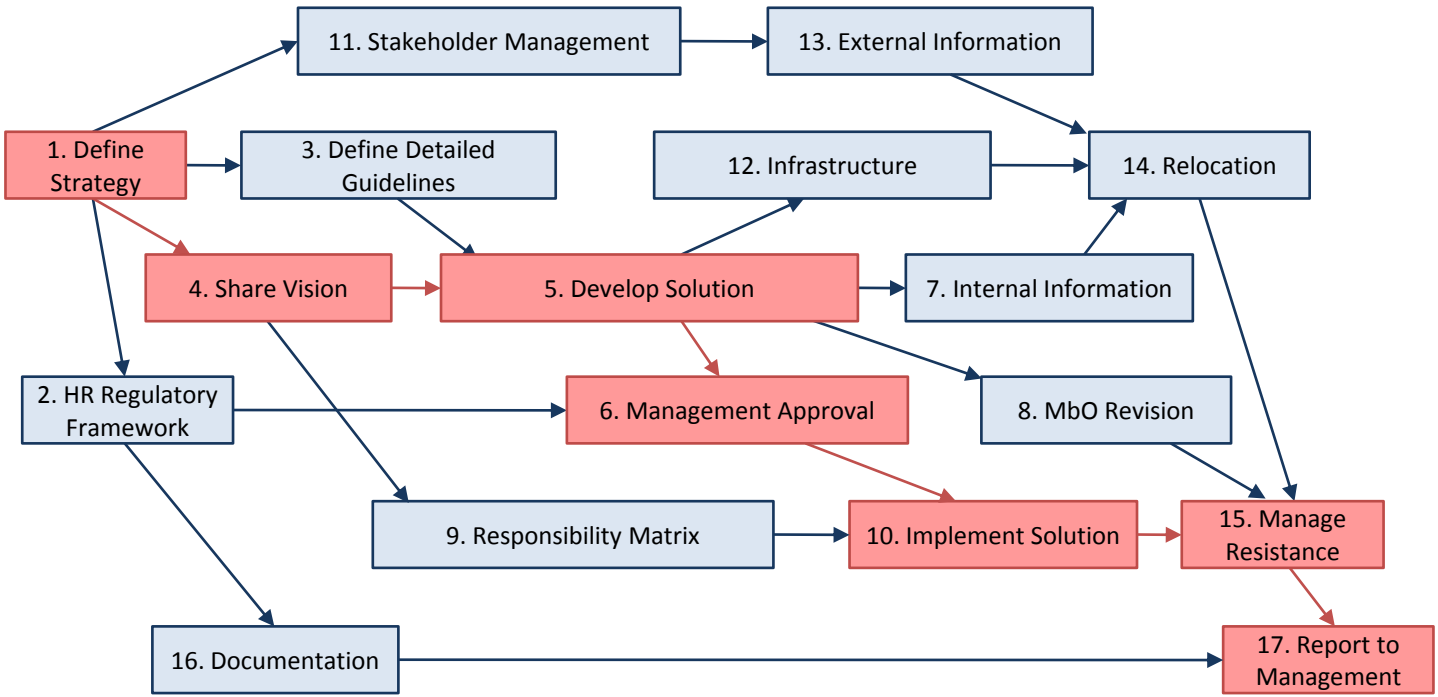 11. Stakeholder Management
13. External Information
1. Define
Strategy
3. Define Detailed
Guidelines
12. Infrastructure
14. Relocation
4. Share Vision
5. Develop Solution
7. Internal Information
2. HR Regulatory
Framework
6. Management Approval
8. MbO Revision
9. Responsibility Matrix
10. Implement Solution
15. Manage
Resistance
16. Documentation
17. Report to
Management